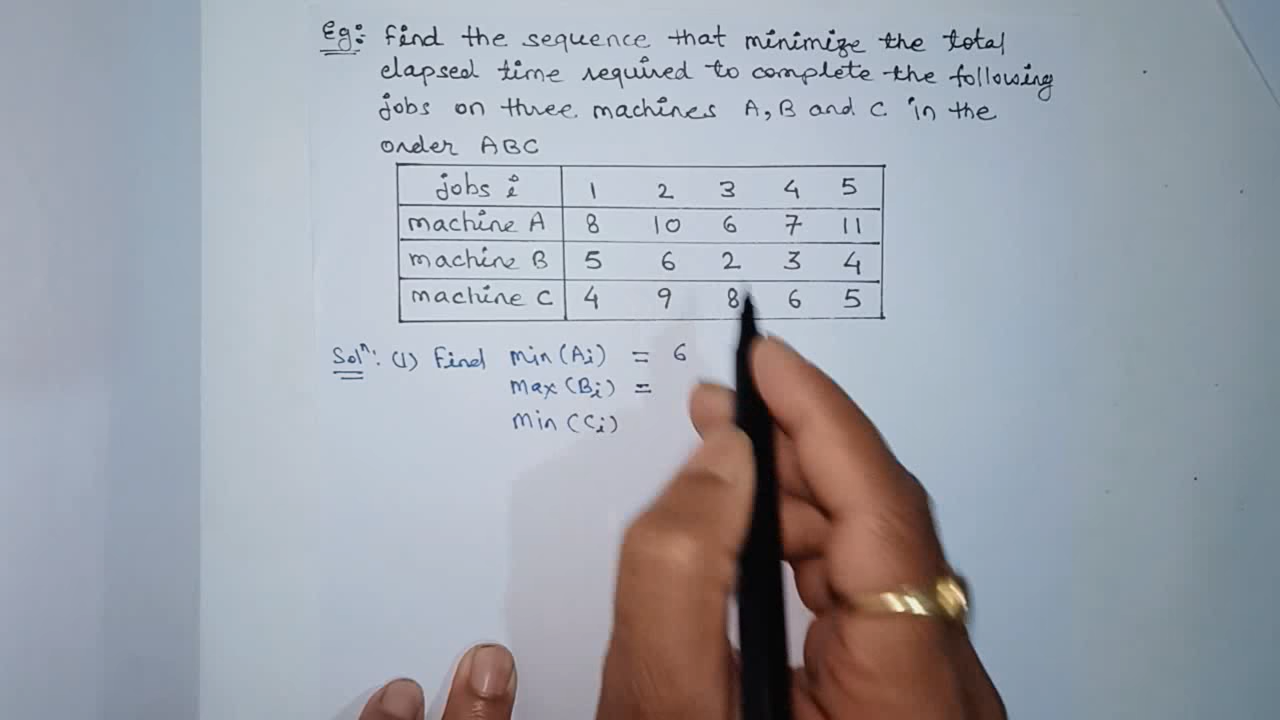 Eg: Find the sequence that minimize the total
elapsed time required to complete the following
jobs on three machines A, B and C in the
order ABC
jobs i 1 2 3 4 5
machine A 8 10 6 7 11
machine B 5 6 2 3 4
machine C 4 9 8 6 5
Solⁿ: (1) Find min(Ai) = 6
max(Bi) =
min(Ci)